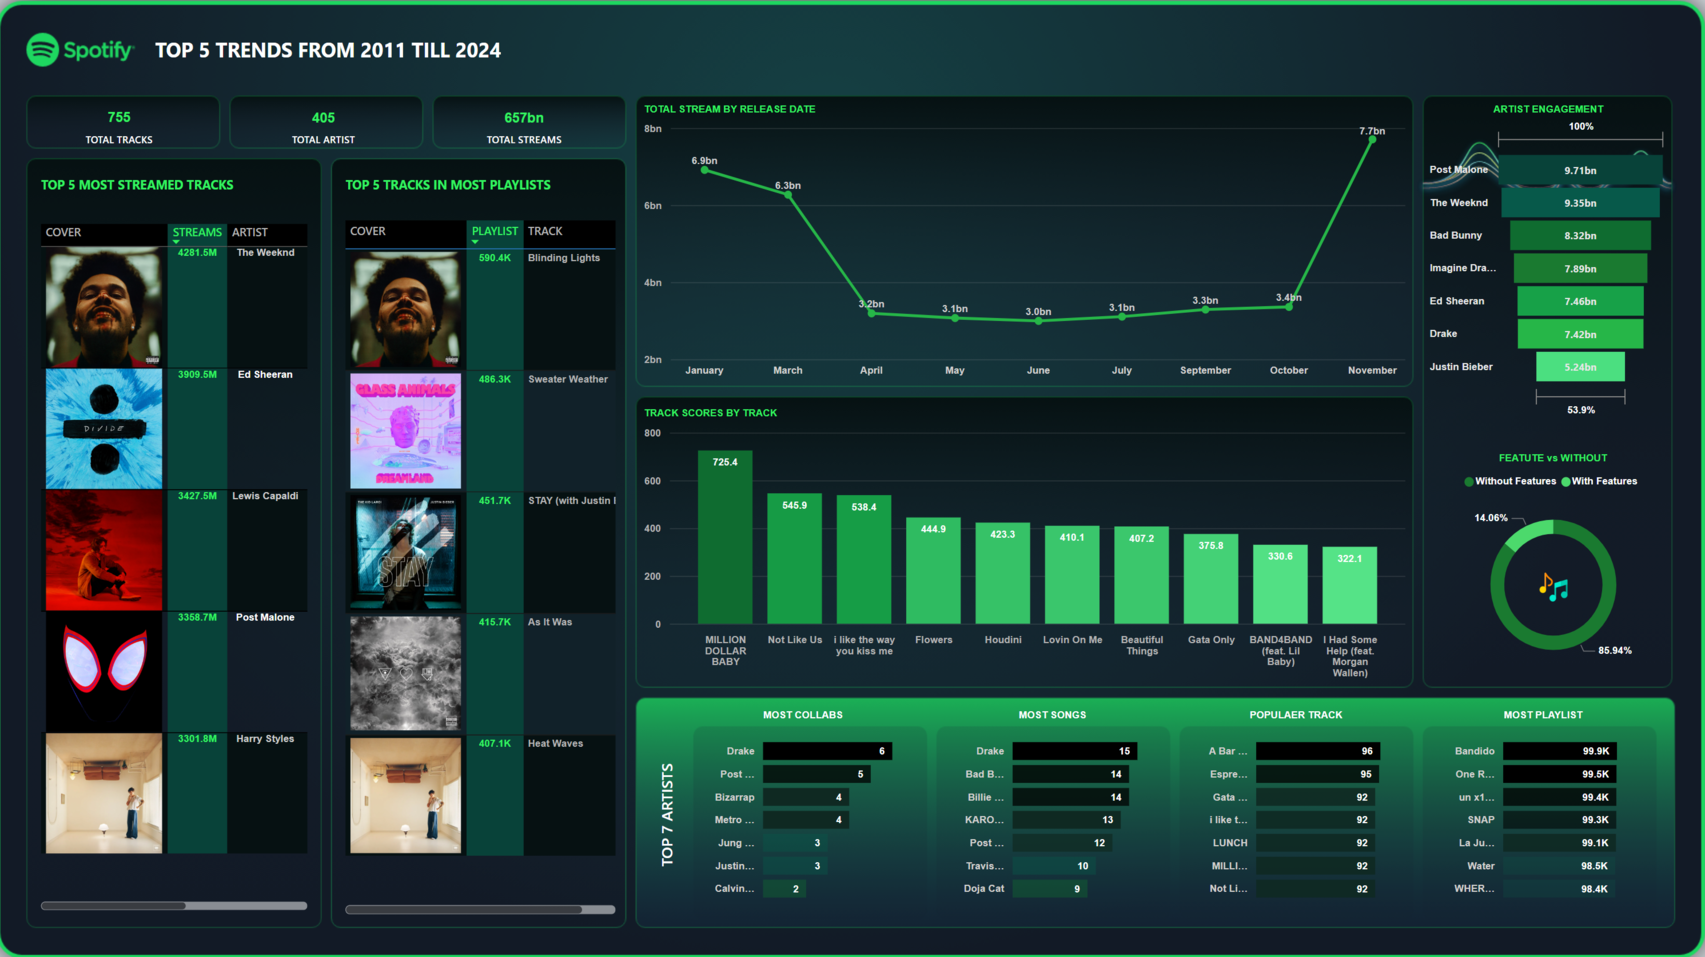 Spotify
TOP 5 TRENDS FROM 2011 TILL 2024
755
TOTAL TRACKS
405
TOTAL ARTIST
657bn
TOTAL STREAMS
TOP 5 MOST STREAMED TRACKS
COVER STREAMS ARTIST
4281.5M The Weeknd
3909.5M Ed Sheeran
DIVIDE
3427.5M Lewis Capaldi
3358.7M Post Malone
3301.8M Harry Styles
TOP 5 TRACKS IN MOST PLAYLISTS
COVER PLAYLIST TRACK
590.4K Blinding Lights
486.3K Sweater Weather
GLASS ANIMALS
DREAMLAND
451.7K STAY (with Justin
STAY
415.7K As It Was
407.1K Heat Waves
TOTAL STREAM BY RELEASE DATE
8bn
6bn
4bn
2bn
6.9bn
6.3bn
3.2bn
3.1bn
3.0bn
3.1bn
3.3bn
3.4bn
7.7bn
January March April May June July September October November
TRACK SCORES BY TRACK
800
600
400
200
0
725.4
545.9
538.4
444.9
423.3
410.1
407.2
375.8
330.6
322.1
MILLION
DOLLAR
BABY
Not Like Us
i like the way
you kiss me
Flowers
Houdini
Lovin On Me
Beautiful
Things
Gata Only
BAND4BAND
(feat. Lil
Baby)
I Had Some
Help (feat.
Morgan
Wallen)
ARTIST ENGAGEMENT
100%
Post Malone 9.71bn
The Weeknd 9.35bn
Bad Bunny 8.32bn
Imagine Dra... 7.89bn
Ed Sheeran 7.46bn
Drake 7.42bn
Justin Bieber 5.24bn
53.9%
FEATUTE vs WITHOUT
Without Features With Features
14.06%
85.94%
TOP 7 ARTISTS
MOST COLLABS
Drake 6
Post ... 5
Bizarrap 4
Metro ... 4
Jung ... 3
Justin... 3
Calvin... 2
MOST SONGS
Drake 15
Bad B... 14
Billie ... 14
KARO... 13
Post ... 12
Travis... 10
Doja Cat 9
POPULAER TRACK
A Bar ... 96
Espre... 95
Gata ... 92
i like t... 92
LUNCH 92
MILLI... 92
Not Li... 92
MOST PLAYLIST
Bandido 99.9K
One R... 99.5K
un x1... 99.4K
SNAP 99.3K
La Ju... 99.1K
Water 98.5K
WHER... 98.4K